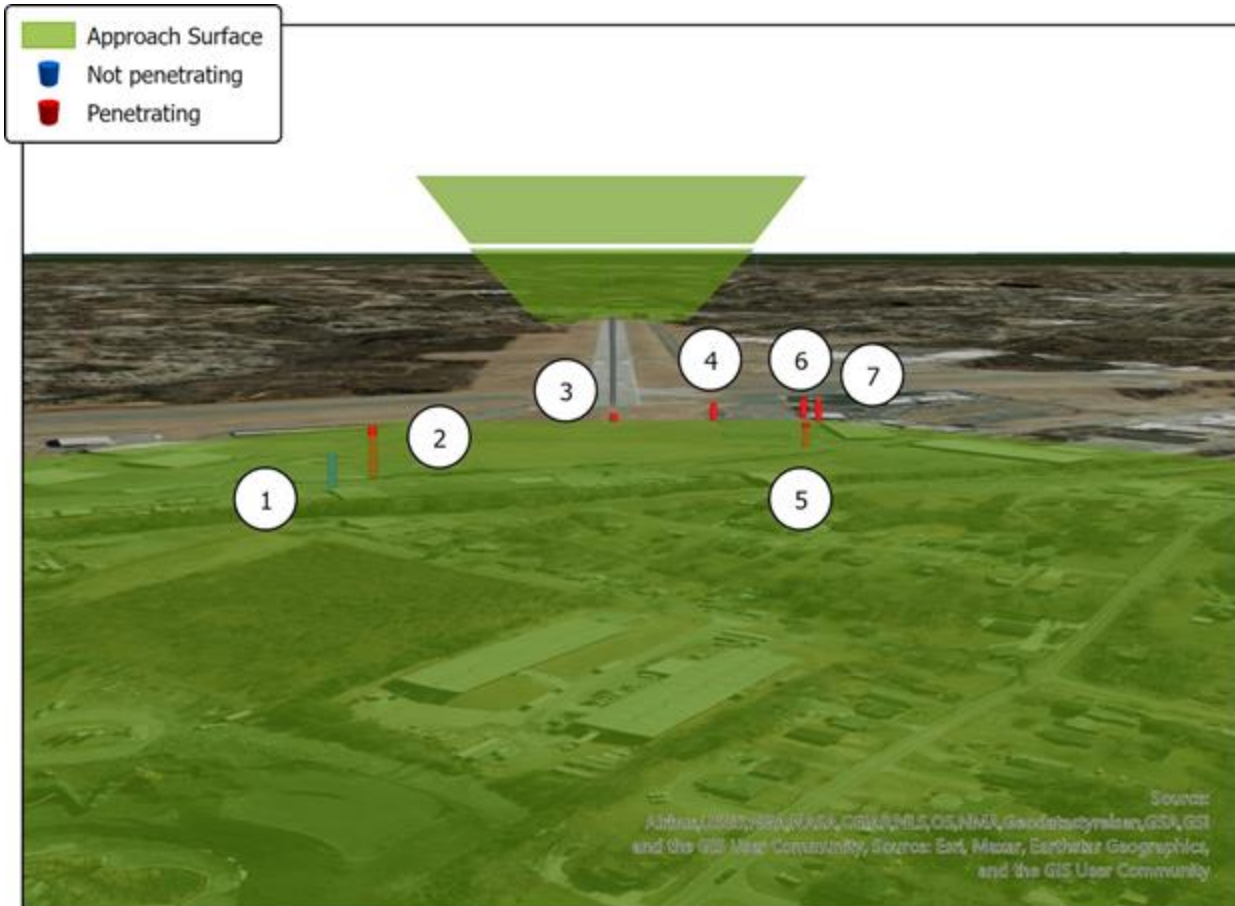 Approach Surface
Not penetrating
Penetrating
4
6
7
3
2
1
5
Source:
and the GIS User Community, Source: Esri, Maxar, Earthstar Geographics,
and the GIS User Community